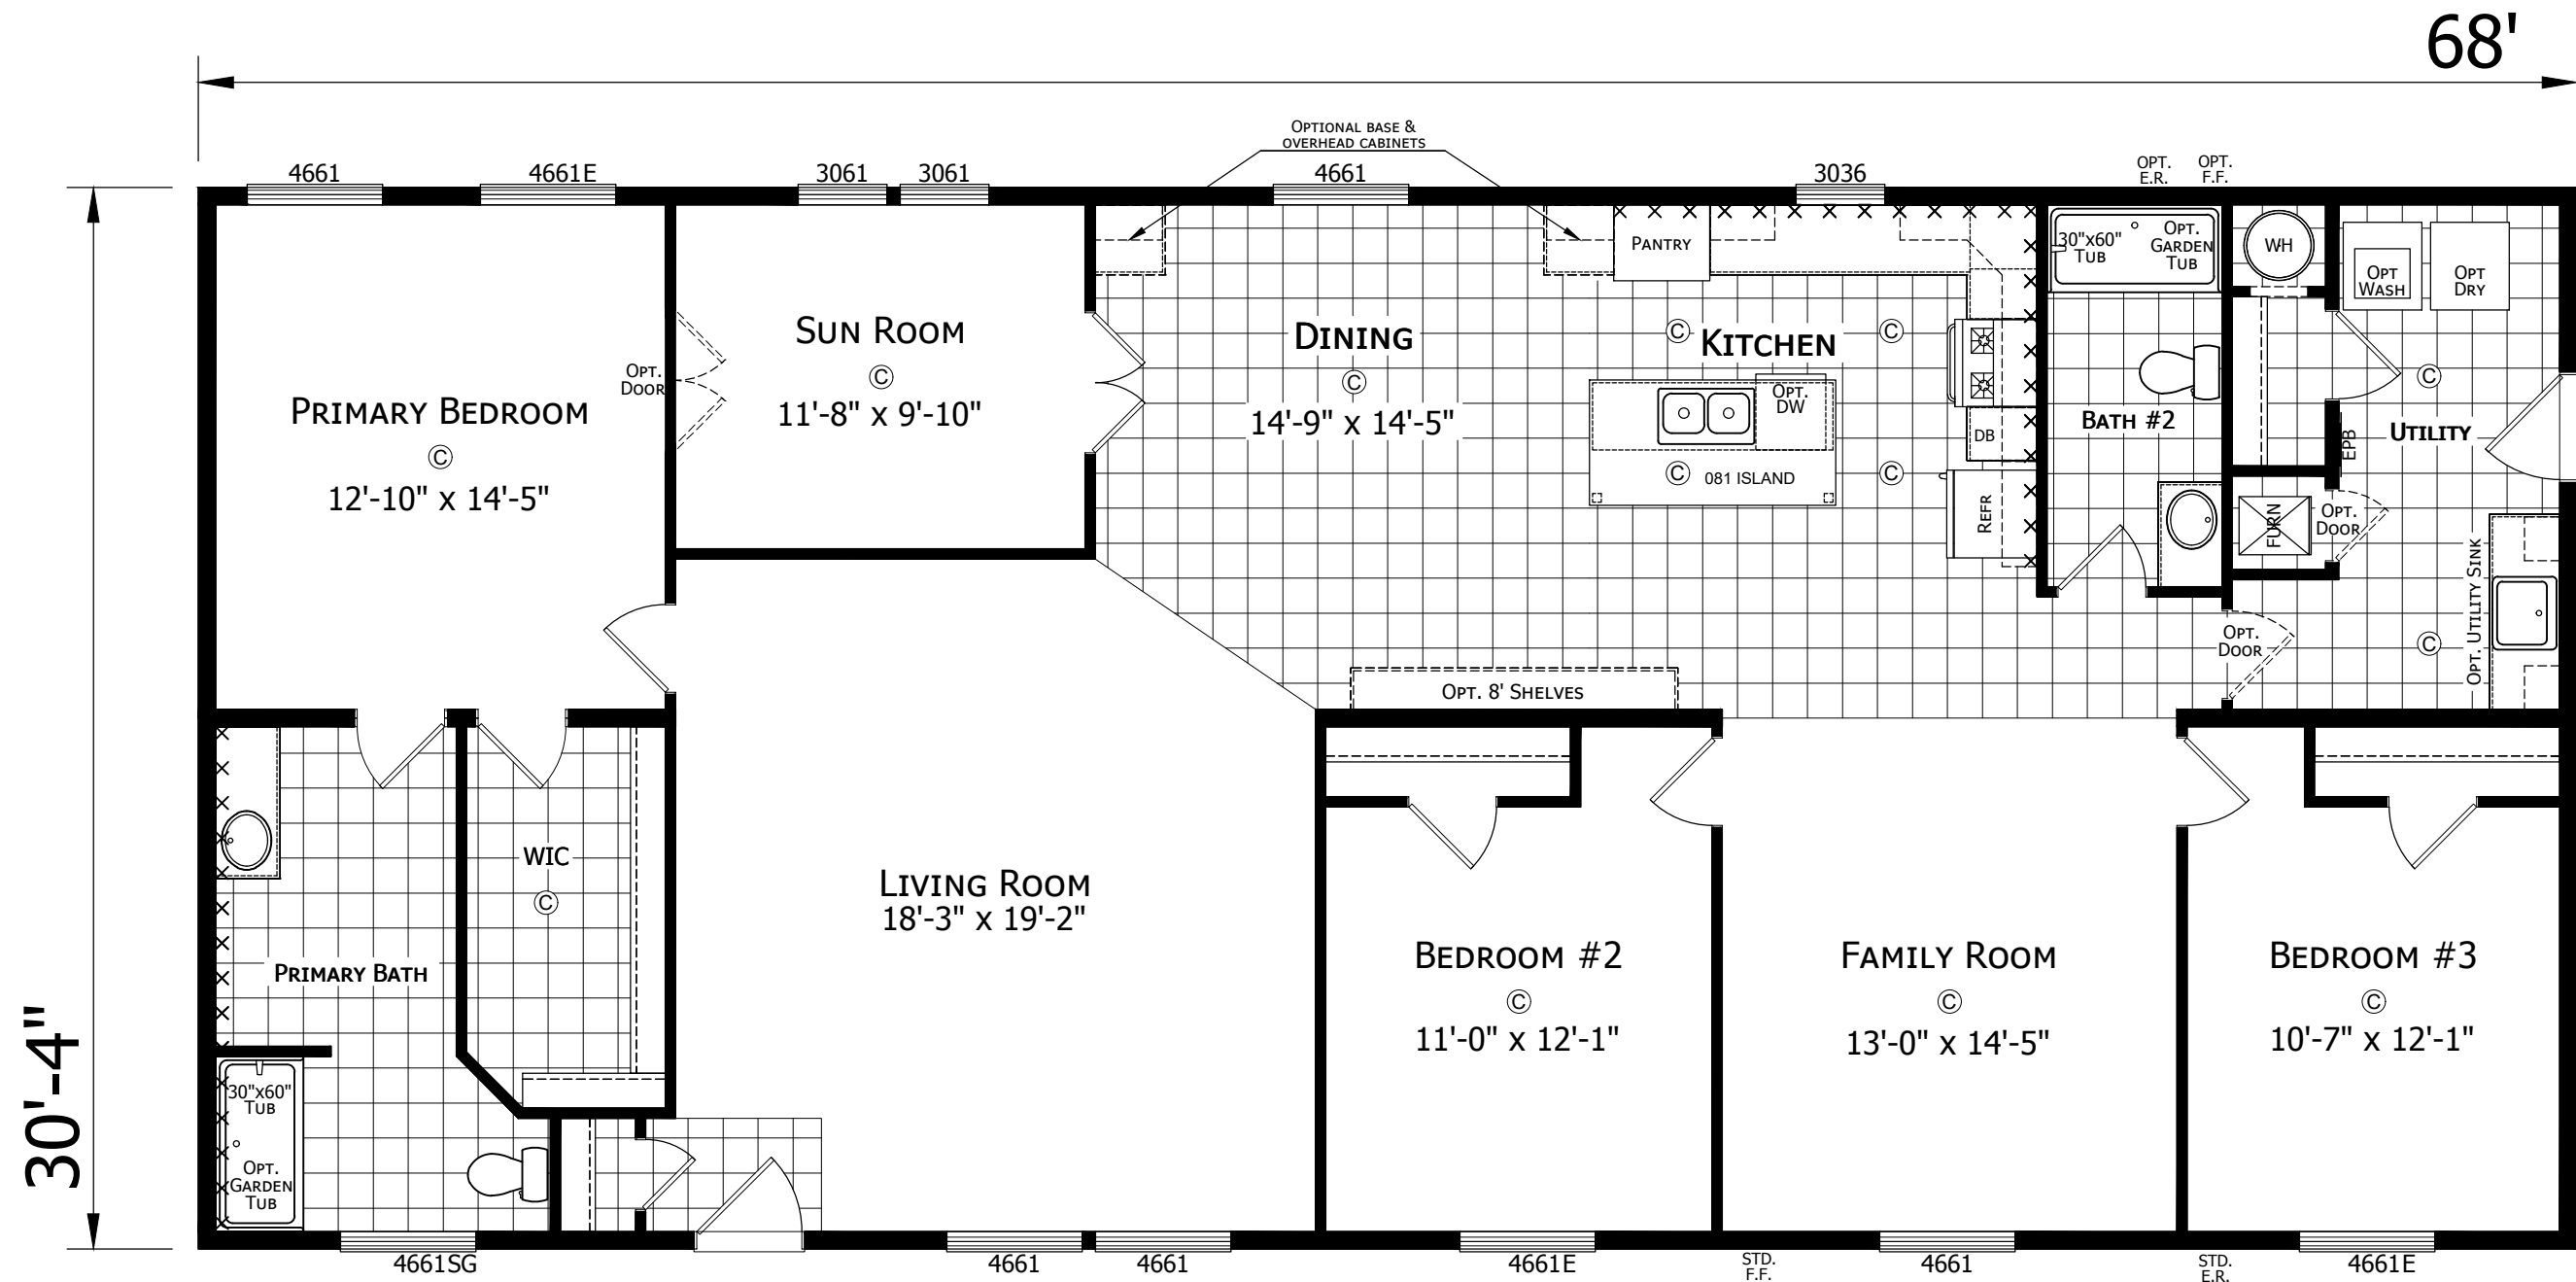 68'
OPTIONAL BASE &
OVERHEAD CABINETS
4661
4661E
3061
3061
4661
3036
OPT.
E.R.
OPT.
F.F.
30'-4"
PRIMARY BEDROOM
©
12'-10" x 14'-5"
OPT.
DOOR
SUN ROOM
©
11'-8" x 9'-10"
DINING
©
14'-9" x 14'-5"
PANTRY
KITCHEN
©
©
©
©
OPT.
DW
081 ISLAND
DB
REFR
30"x60"
TUB
OPT.
GARDEN
TUB
BATH #2
WH
OPT
WASH
OPT
DRY
©
EPB
UTILITY
FURN
OPT.
DOOR
OPT.
DOOR
©
OPT. UTILITY SINK
OPT. 8' SHELVES
WIC
©
PRIMARY BATH
30"x60"
TUB
OPT.
GARDEN
TUB
LIVING ROOM
18'-3" x 19'-2"
BEDROOM #2
©
11'-0" x 12'-1"
FAMILY ROOM
©
13'-0" x 14'-5"
BEDROOM #3
©
10'-7" x 12'-1"
4661SG
4661
4661
4661E
STD.
F.F.
4661
STD.
E.R.
4661E